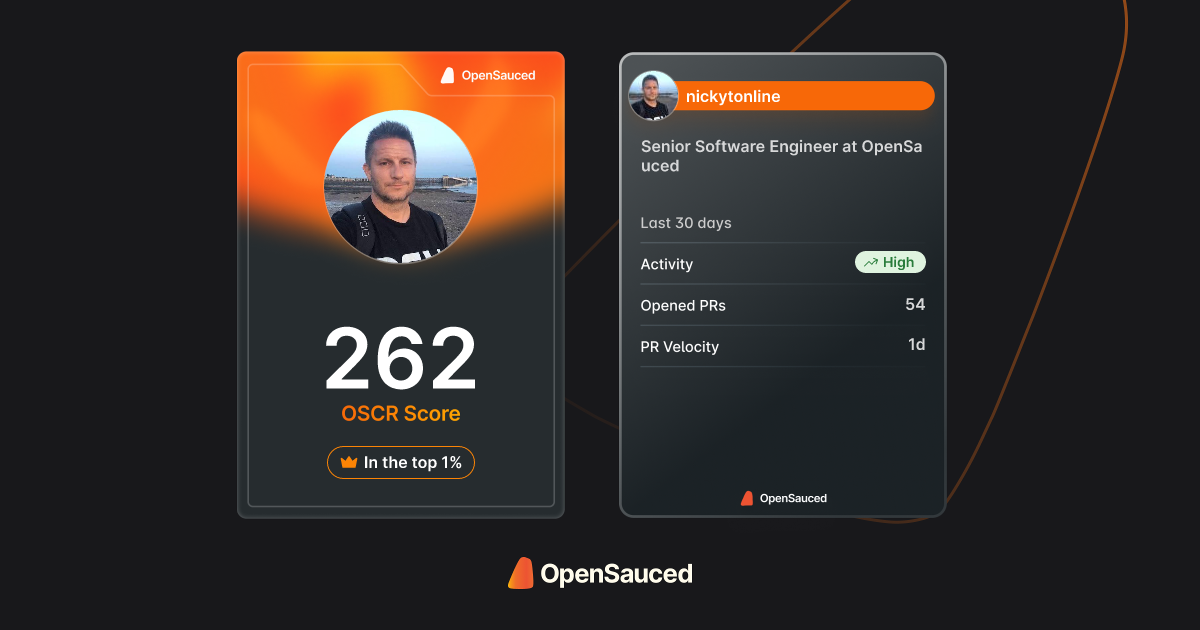 OpenSauced
262
OSCR Score
In the top 1%
nickytonline
Senior Software Engineer at OpenSa
uced
Last 30 days
Activity
High
Opened PRs
54
PR Velocity
1d
OpenSauced
OpenSauced